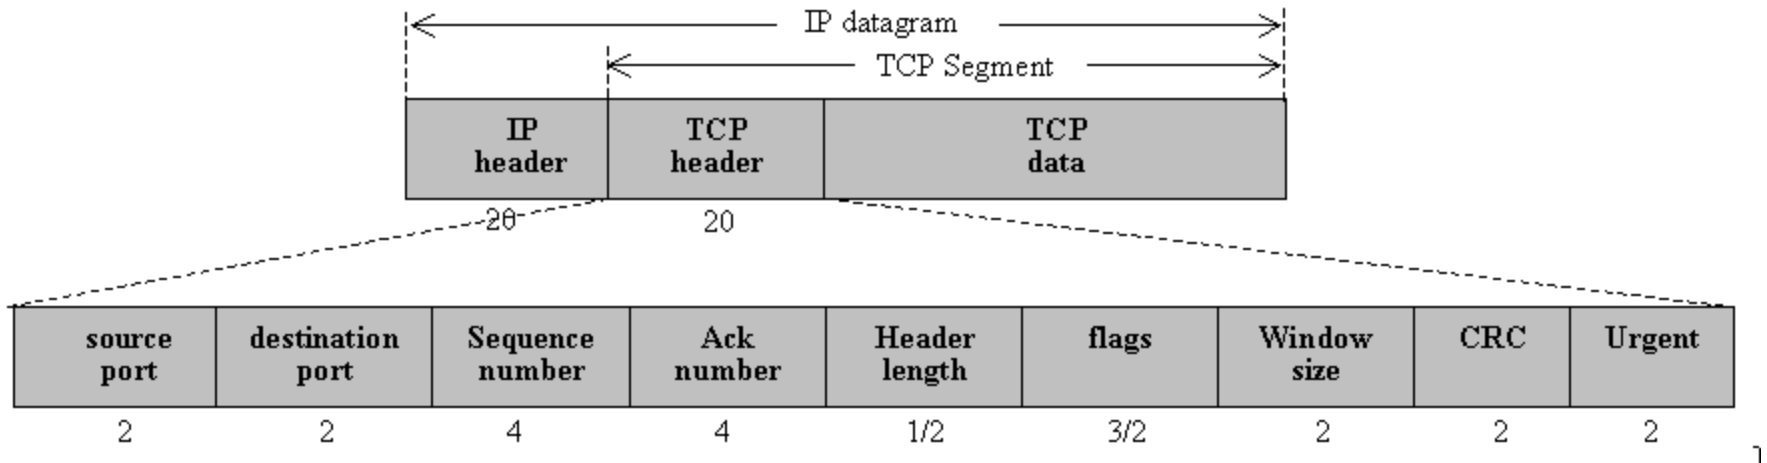 IP datagram
TCP Segment
IP TCP TCP
header header data
20 20
source destination Sequence Ack Header flags Window CRC Urgent
port port number number length size
2 2 4 4 1/2 3/2 2 2 2